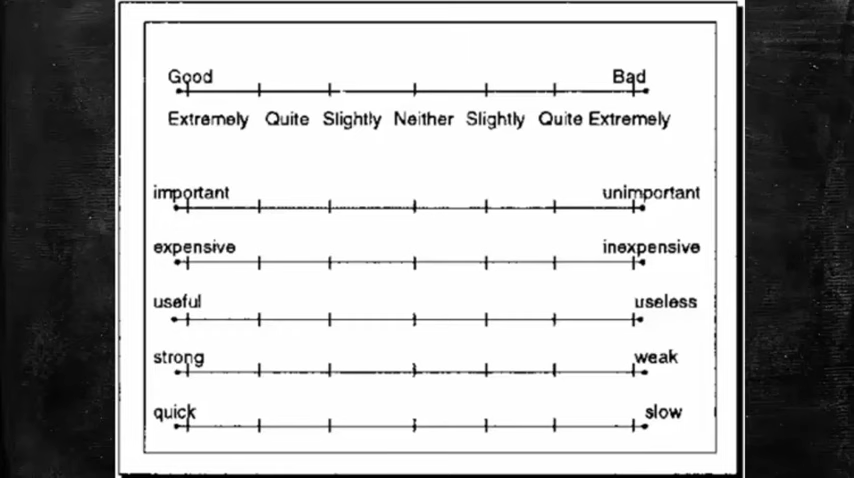 Good Bad
Extremely Quite Slightly Neither Slightly Quite Extremely
important unimportant
expensive inexpensive
useful useless
strong weak
quick slow